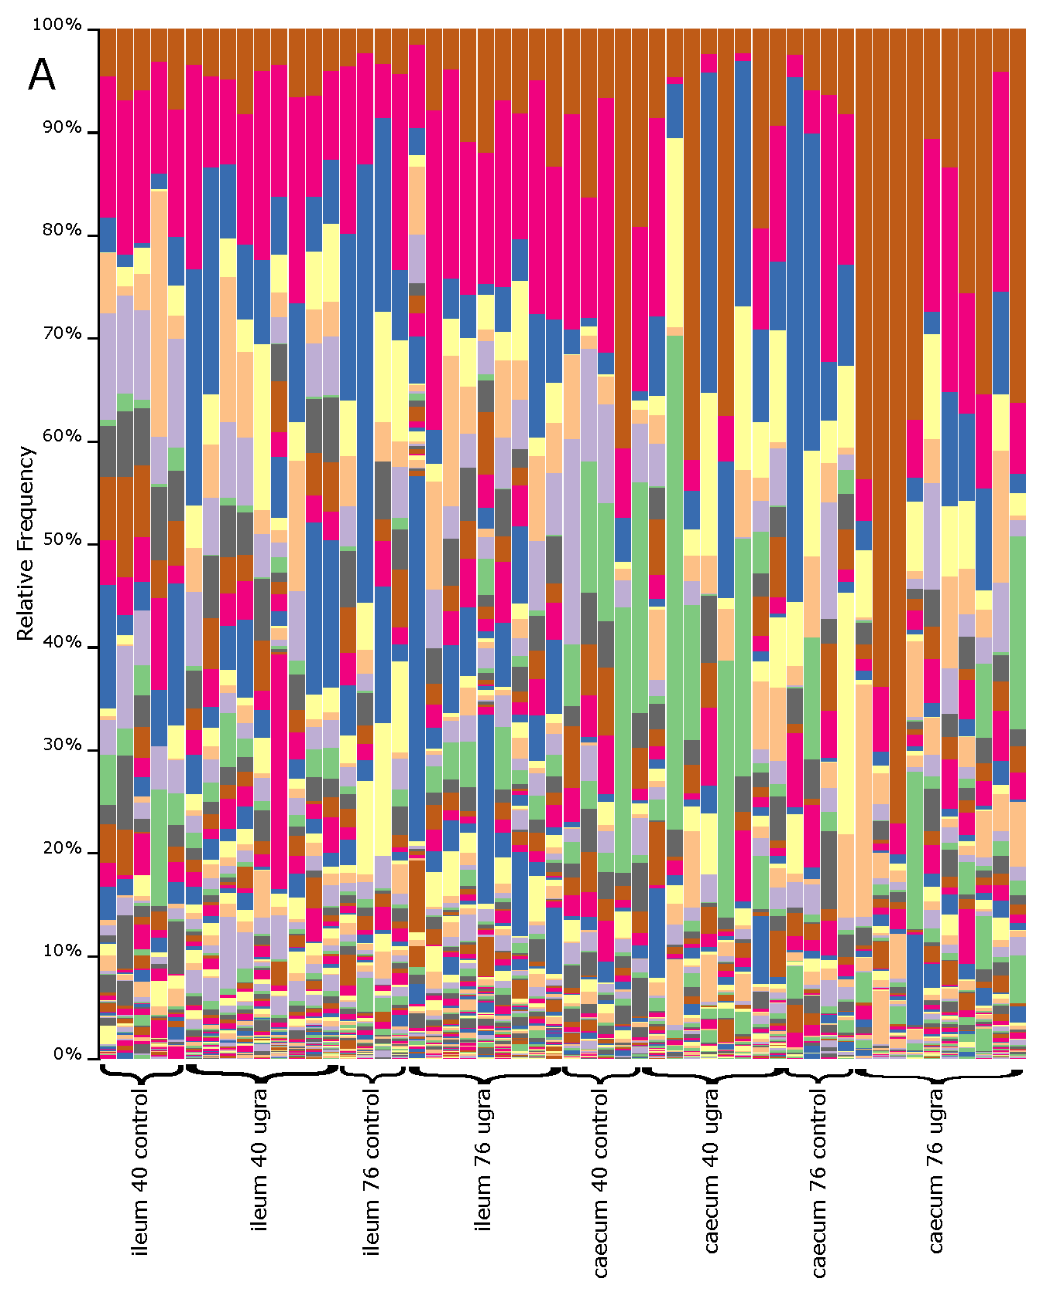 A
100%
90%
80%
70%
60%
50%
40%
30%
20%
10%
0%
Relative Frequency
ileum 40 control
ileum 40 ugra
ileum 76 control
ileum 76 ugra
caecum 40 control
caecum 40 ugra
caecum 76 control
caecum 76 ugra